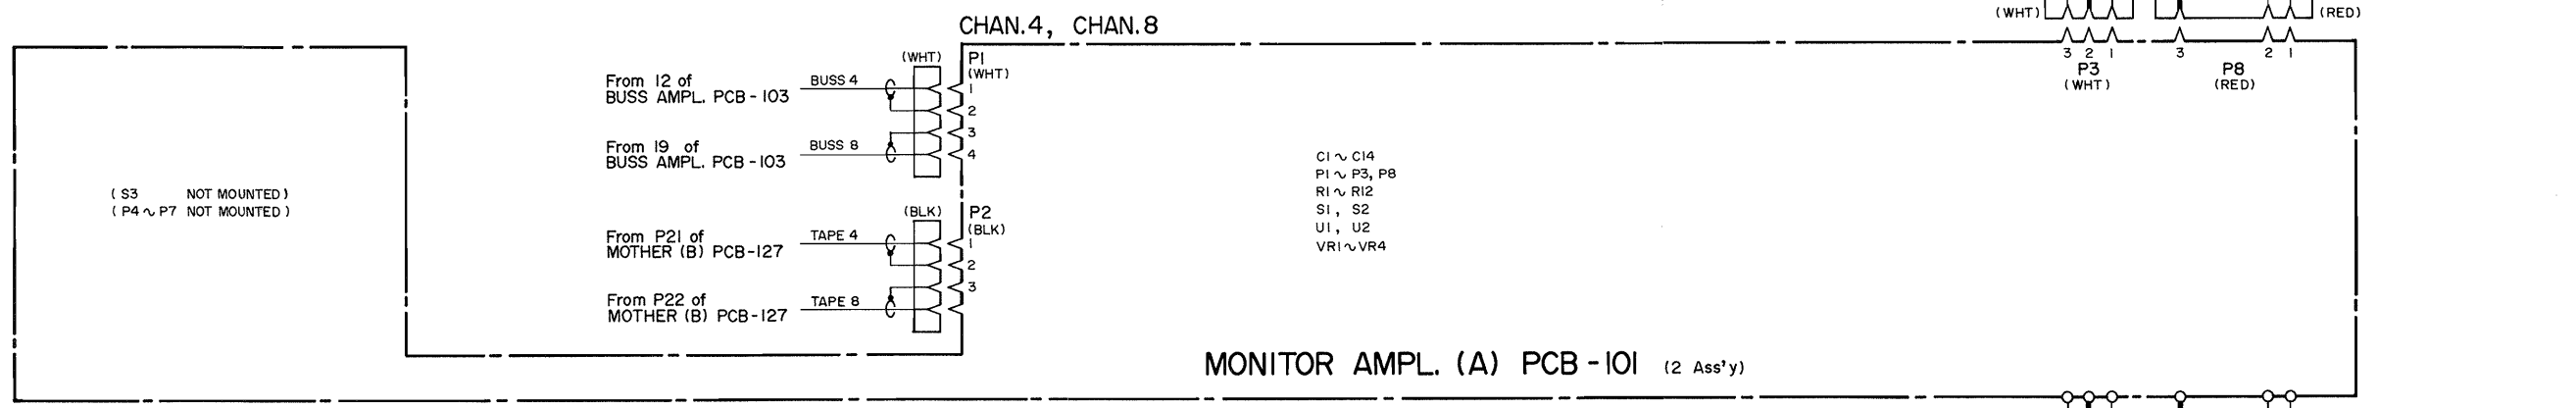 CHAN.4, CHAN.8
(WHT)
(RED)
3 2 1
3 2 1
P3
(WHT)
P8
(RED)
(WHT)
P1
(WHT)
From 12 of
BUSS AMPL. PCB-103
BUSS 4
1
2
3
From 19 of
BUSS AMPL. PCB-103
BUSS 8
4
(S3 NOT MOUNTED)
(P4~P7 NOT MOUNTED)
C1~C14
P1~P3, P8
R1~R12
S1, S2
U1, U2
VR1~VR4
(BLK)
P2
(BLK)
From P21 of
MOTHER (B) PCB-127
TAPE 4
1
2
3
From P22 of
MOTHER (B) PCB-127
TAPE 8
MONITOR AMPL. (A) PCB-101 (2 Ass'y)